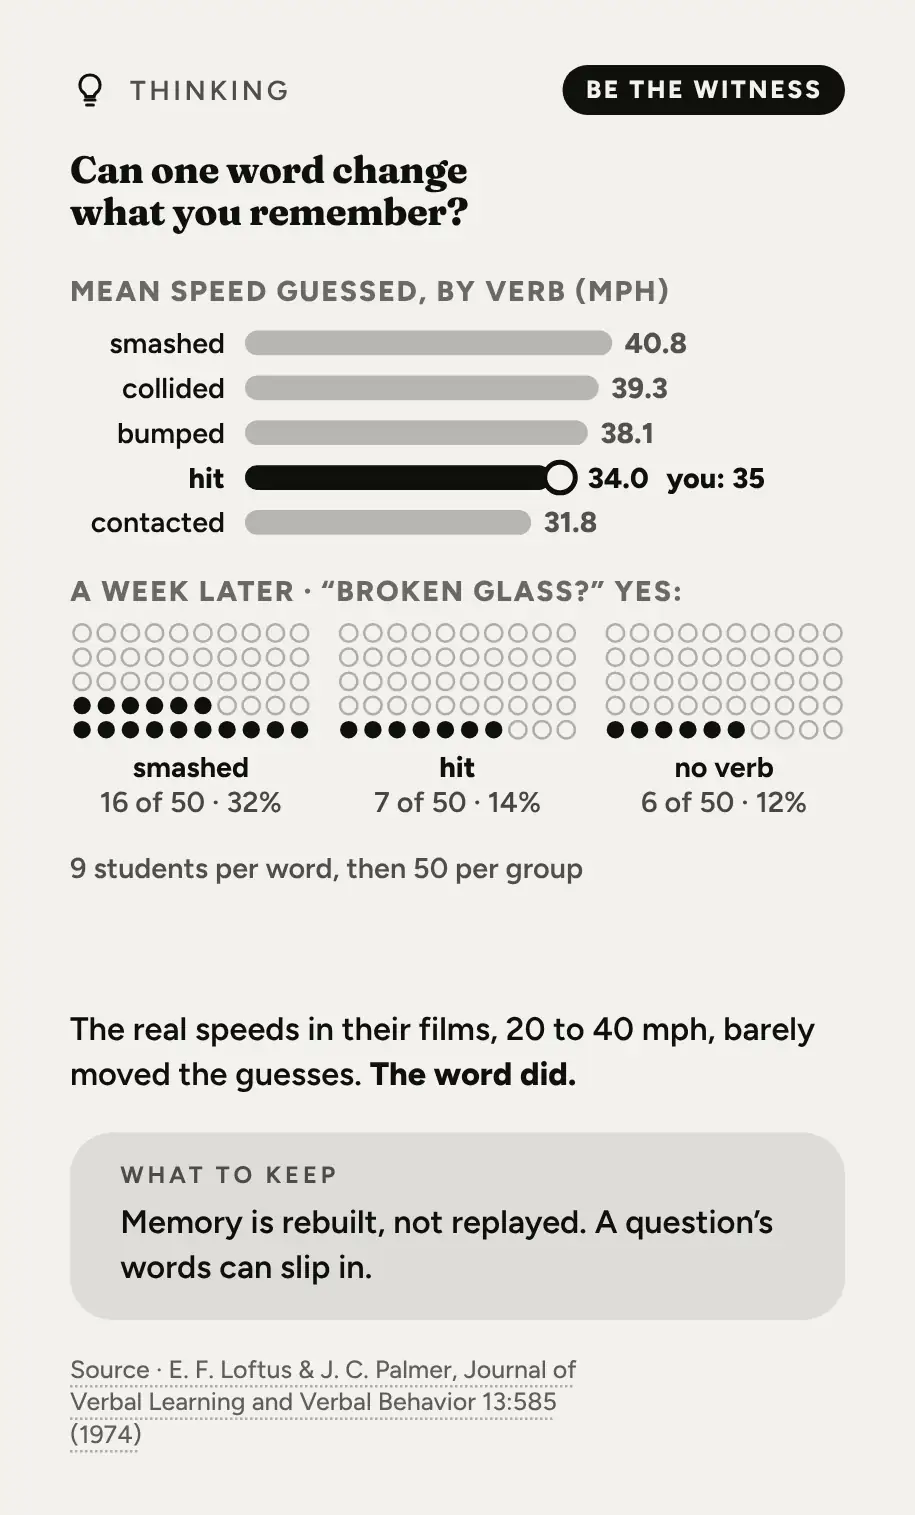 THINKING
BE THE WITNESS
Can one word change
what you remember?
MEAN SPEED GUESSED, BY VERB (MPH)
smashed 40.8
collided 39.3
bumped 38.1
hit 34.0 you: 35
contacted 31.8
A WEEK LATER · “BROKEN GLASS?” YES:
smashed hit no verb
16 of 50 · 32% 7 of 50 · 14% 6 of 50 · 12%
9 students per word, then 50 per group
The real speeds in their films, 20 to 40 mph, barely
moved the guesses. The word did.
WHAT TO KEEP
Memory is rebuilt, not replayed. A question’s
words can slip in.
Source · E. F. Loftus & J. C. Palmer, Journal of
Verbal Learning and Verbal Behavior 13:585
(1974)